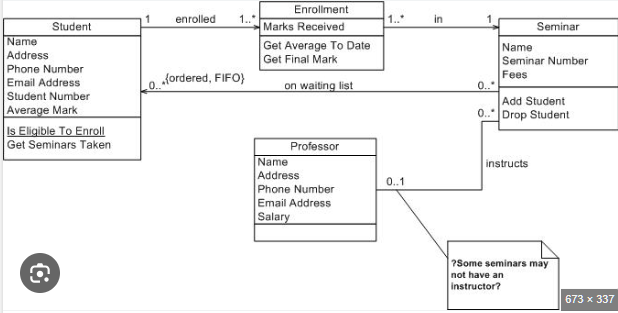 Student
Name
Address
Phone Number
Email Address
Student Number
Average Mark
Is Eligible To Enroll
Get Seminars Taken
1 enrolled 1..*
Enrollment
Marks Received
Get Average To Date
Get Final Mark
1..* in 1
Seminar
Name
Seminar Number
Fees
Add Student
Drop Student
0..* {ordered, FIFO}
on waiting list
0..*
0..*
instructs
0..1
Professor
Name
Address
Phone Number
Email Address
Salary
?Some seminars may
not have an
instructor?
673 × 337